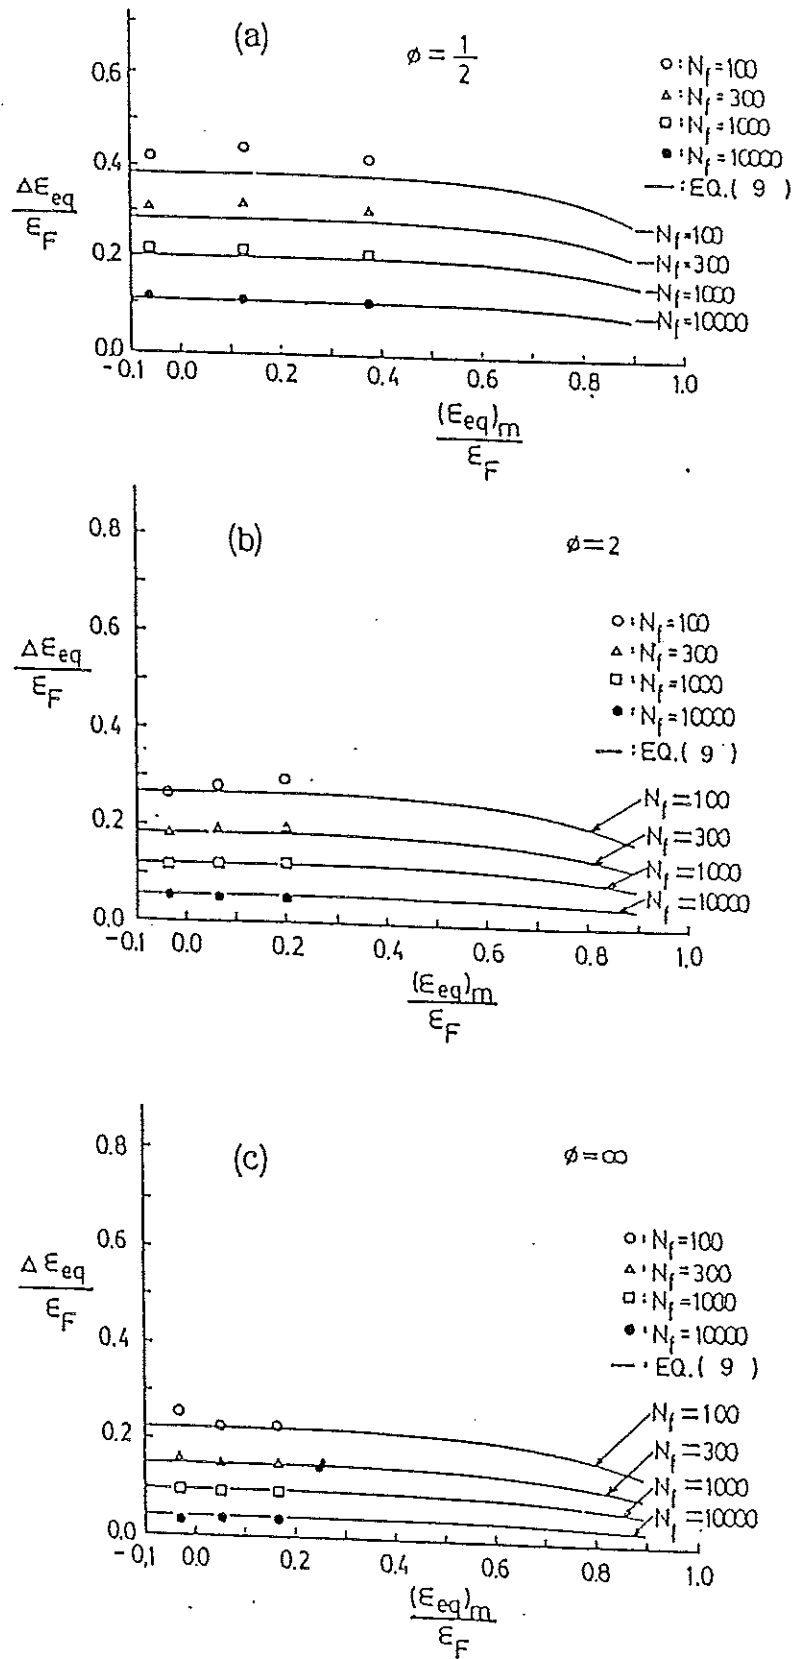 (a)
ϕ = 1/2
○ : N_f = 100
△ : N_f = 300
□ : N_f = 1000
● : N_f = 10000
— : EQ.( 9 )
0.6
0.4
0.2
0.0
Δε_eq / ε_F
N_f = 100
N_f = 300
N_f = 1000
N_f = 10000
-0.1 0.0 0.2 0.4 0.6 0.8 1.0
(ε_eq)_m / ε_F
(b)
ϕ = 2
○ : N_f = 100
△ : N_f = 300
□ : N_f = 1000
● : N_f = 10000
— : EQ.( 9 )
0.8
0.6
0.4
0.2
0.0
Δε_eq / ε_F
N_f = 100
N_f = 300
N_f = 1000
N_f = 10000
-0.1 0.0 0.2 0.4 0.6 0.8 1.0
(ε_eq)_m / ε_F
(c)
ϕ = ∞
○ : N_f = 100
△ : N_f = 300
□ : N_f = 1000
● : N_f = 10000
— : EQ.( 9 )
0.8
0.6
0.4
0.2
0.0
Δε_eq / ε_F
N_f = 100
N_f = 300
N_f = 1000
N_f = 10000
-0.1 0.0 0.2 0.4 0.6 0.8 1.0
(ε_eq)_m / ε_F